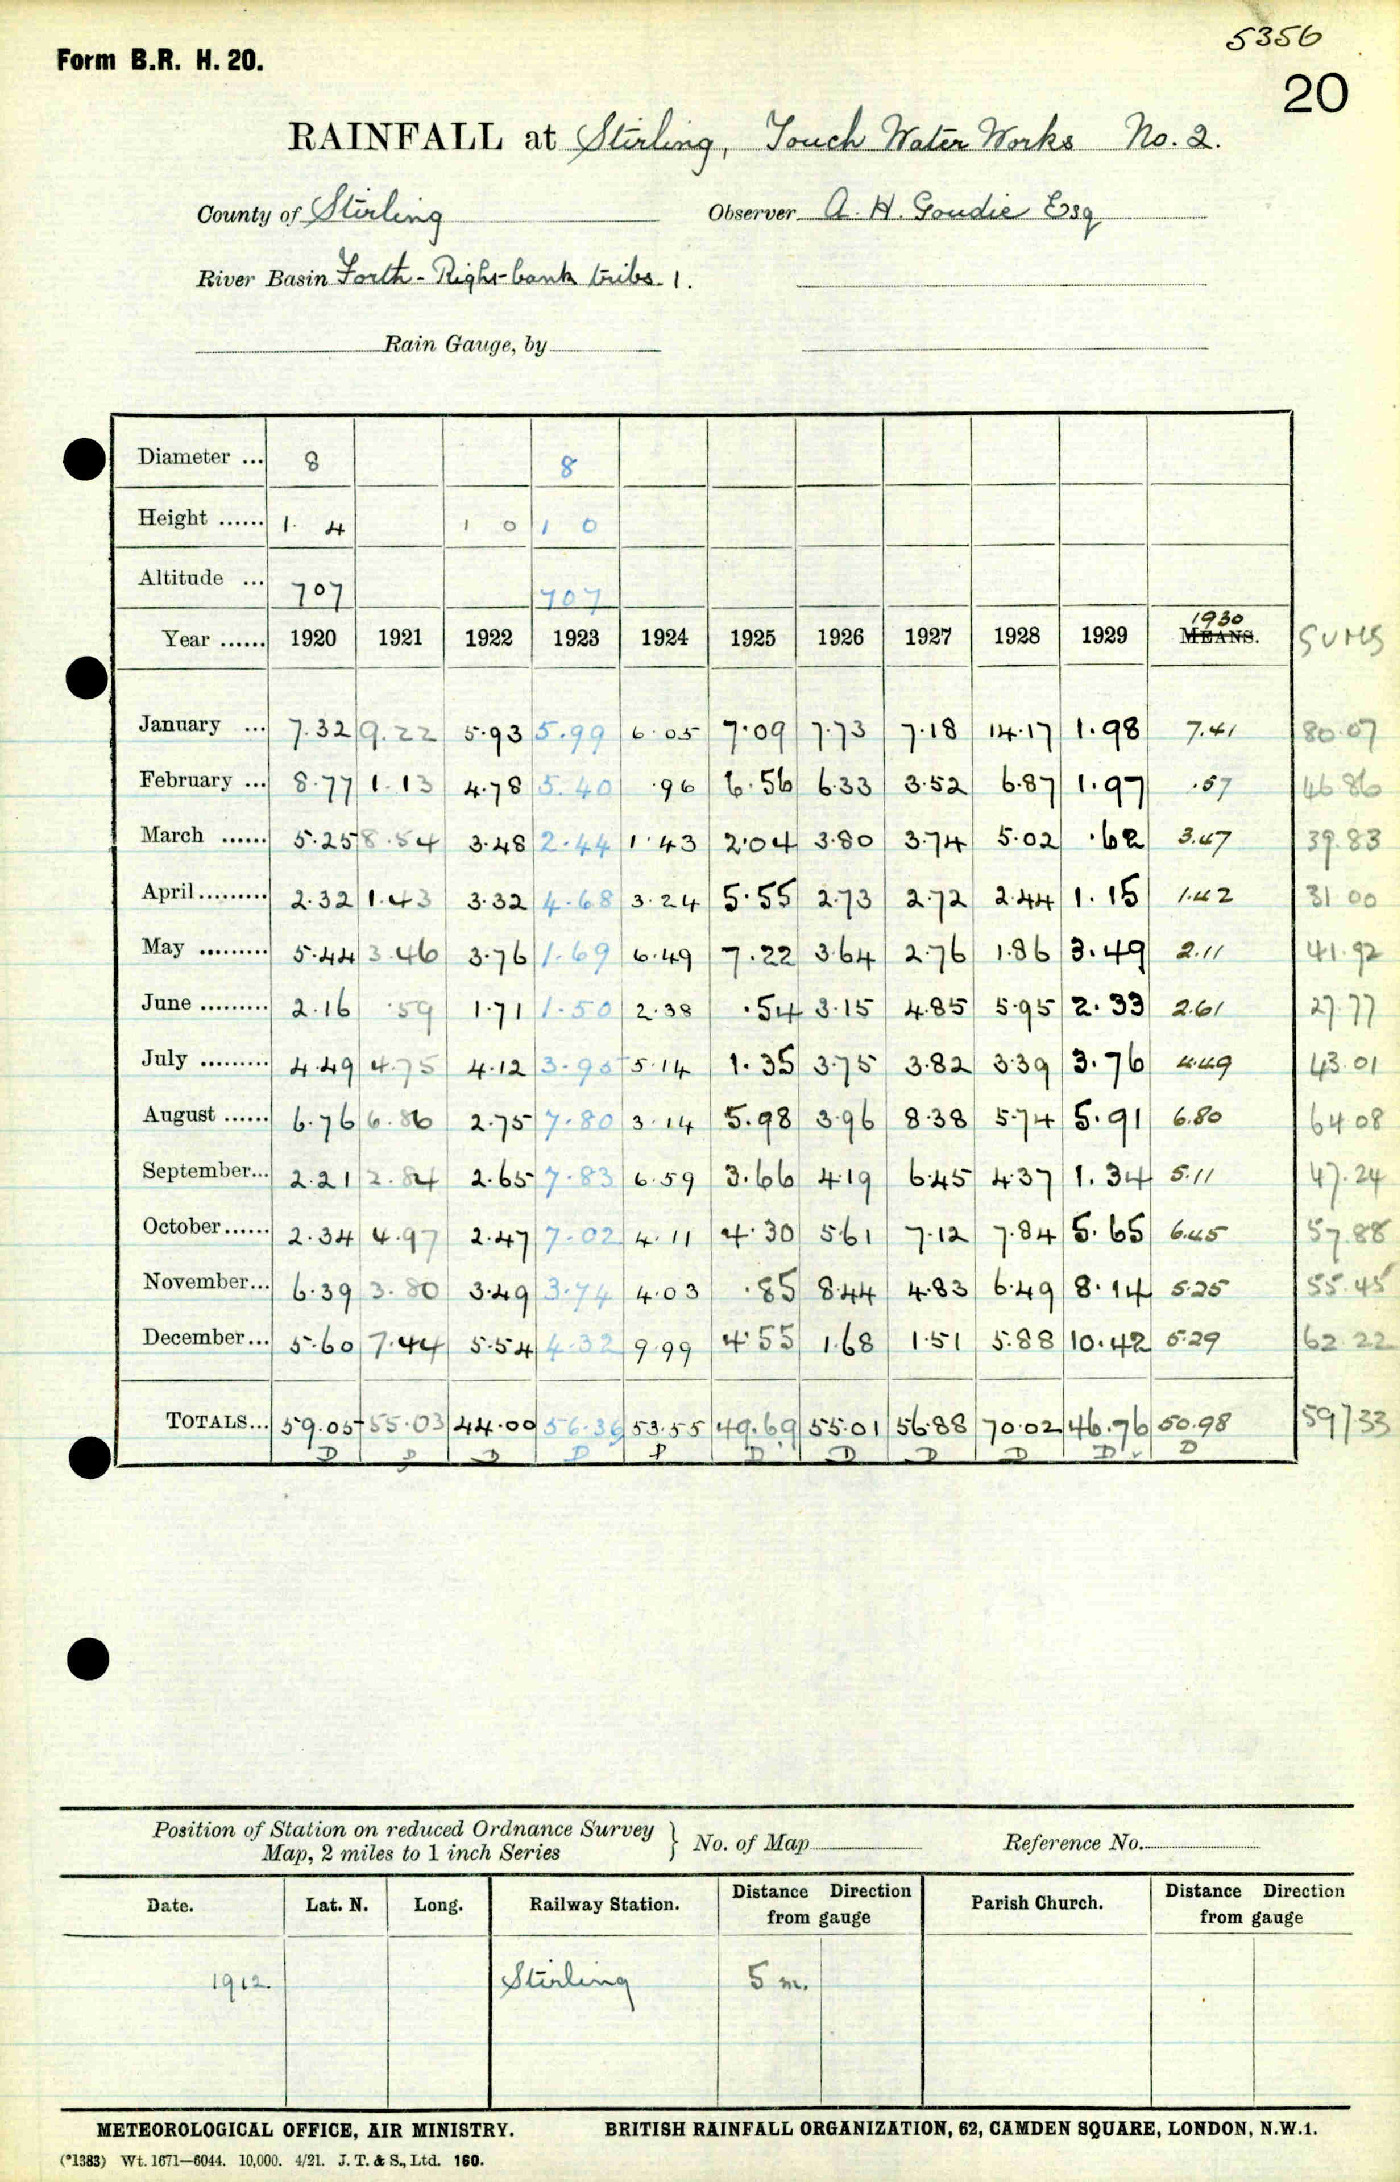 5356
Form B.R. H. 20.
20
RAINFALL at Stirling, Touch Water Works No. 2.
County of Stirling Observer A. H. Goudie Esq
River Basin Forth - Right-bank tribs. 1.
Rain Gauge, by
Diameter ... 8 8
Height ...... 1. 4 1 0 1 0
Altitude ... 707 707
1930
Year ...... 1920 1921 1922 1923 1924 1925 1926 1927 1928 1929 MEANS. SUMS
January ... 7.32 9.22 5.93 5.99 6.05 7.09 7.73 7.18 14.17 1.98 7.41 80.07
February ... 8.77 1.13 4.78 5.40 .96 6.56 6.33 3.52 6.87 1.97 .57 46.86
March ...... 5.25 8.54 3.48 2.44 1.43 2.04 3.80 3.74 5.02 .62 3.47 39.83
April ......... 2.32 1.43 3.32 4.68 3.24 5.55 2.73 2.72 2.44 1.15 1.42 31.00
May ......... 5.44 3.46 3.76 1.69 6.49 7.22 3.64 2.76 1.86 3.49 2.11 41.92
June ......... 2.16 .59 1.71 1.50 2.38 .54 3.15 4.85 5.95 2.33 2.61 27.77
July ......... 4.49 4.75 4.12 3.95 5.14 1.35 3.75 3.82 3.39 3.76 4.49 43.01
August ...... 6.76 6.86 2.75 7.80 3.14 5.98 3.96 8.38 5.74 5.91 6.80 64.08
September... 2.21 2.84 2.65 7.83 6.59 3.66 4.19 6.45 4.37 1.34 5.11 47.24
October...... 2.34 4.97 2.47 7.02 4.11 4.30 5.61 7.12 7.84 5.65 6.45 57.88
November... 6.39 3.80 3.49 3.74 4.03 .85 8.44 4.83 6.49 8.14 5.25 55.45
December... 5.60 7.44 5.54 4.32 9.99 4.55 1.68 1.51 5.88 10.42 5.29 62.22
TOTALS... 59.05 55.03 44.00 56.36 53.55 49.69 55.01 56.88 70.02 46.76 50.98 597.33
D D D D D D D D D D D
Position of Station on reduced Ordnance Survey
Map, 2 miles to 1 inch Series } No. of Map Reference No.
Date. Lat. N. Long. Railway Station. Distance Direction from gauge Parish Church. Distance Direction from gauge
1912. Stirling 5 m.
METEOROLOGICAL OFFICE, AIR MINISTRY. BRITISH RAINFALL ORGANIZATION, 62, CAMDEN SQUARE, LONDON, N.W.1.
(*1383) Wt. 1671—6044. 10,000. 4/21. J. T. & S., Ltd. 160.